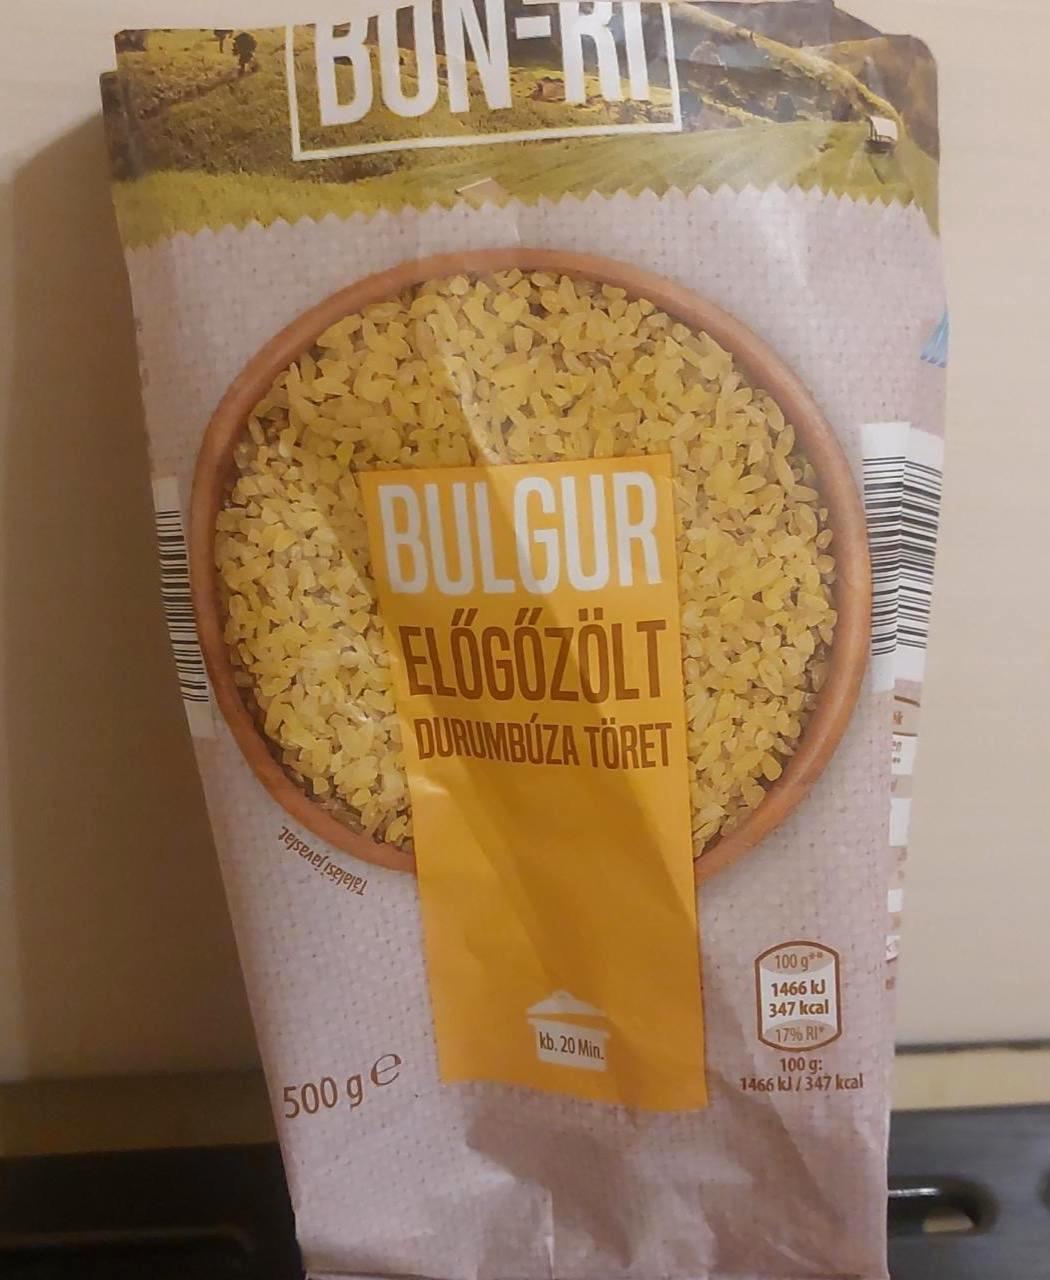 BON-RI
BULGUR
ELŐGŐZÖLT
DURUMBÚZA TÖRET
Tálalási javaslat.
kb. 20 Min.
500 g e
100 g**
1466 kJ
347 kcal
17% RI*
100 g:
1466 kJ / 347 kcal